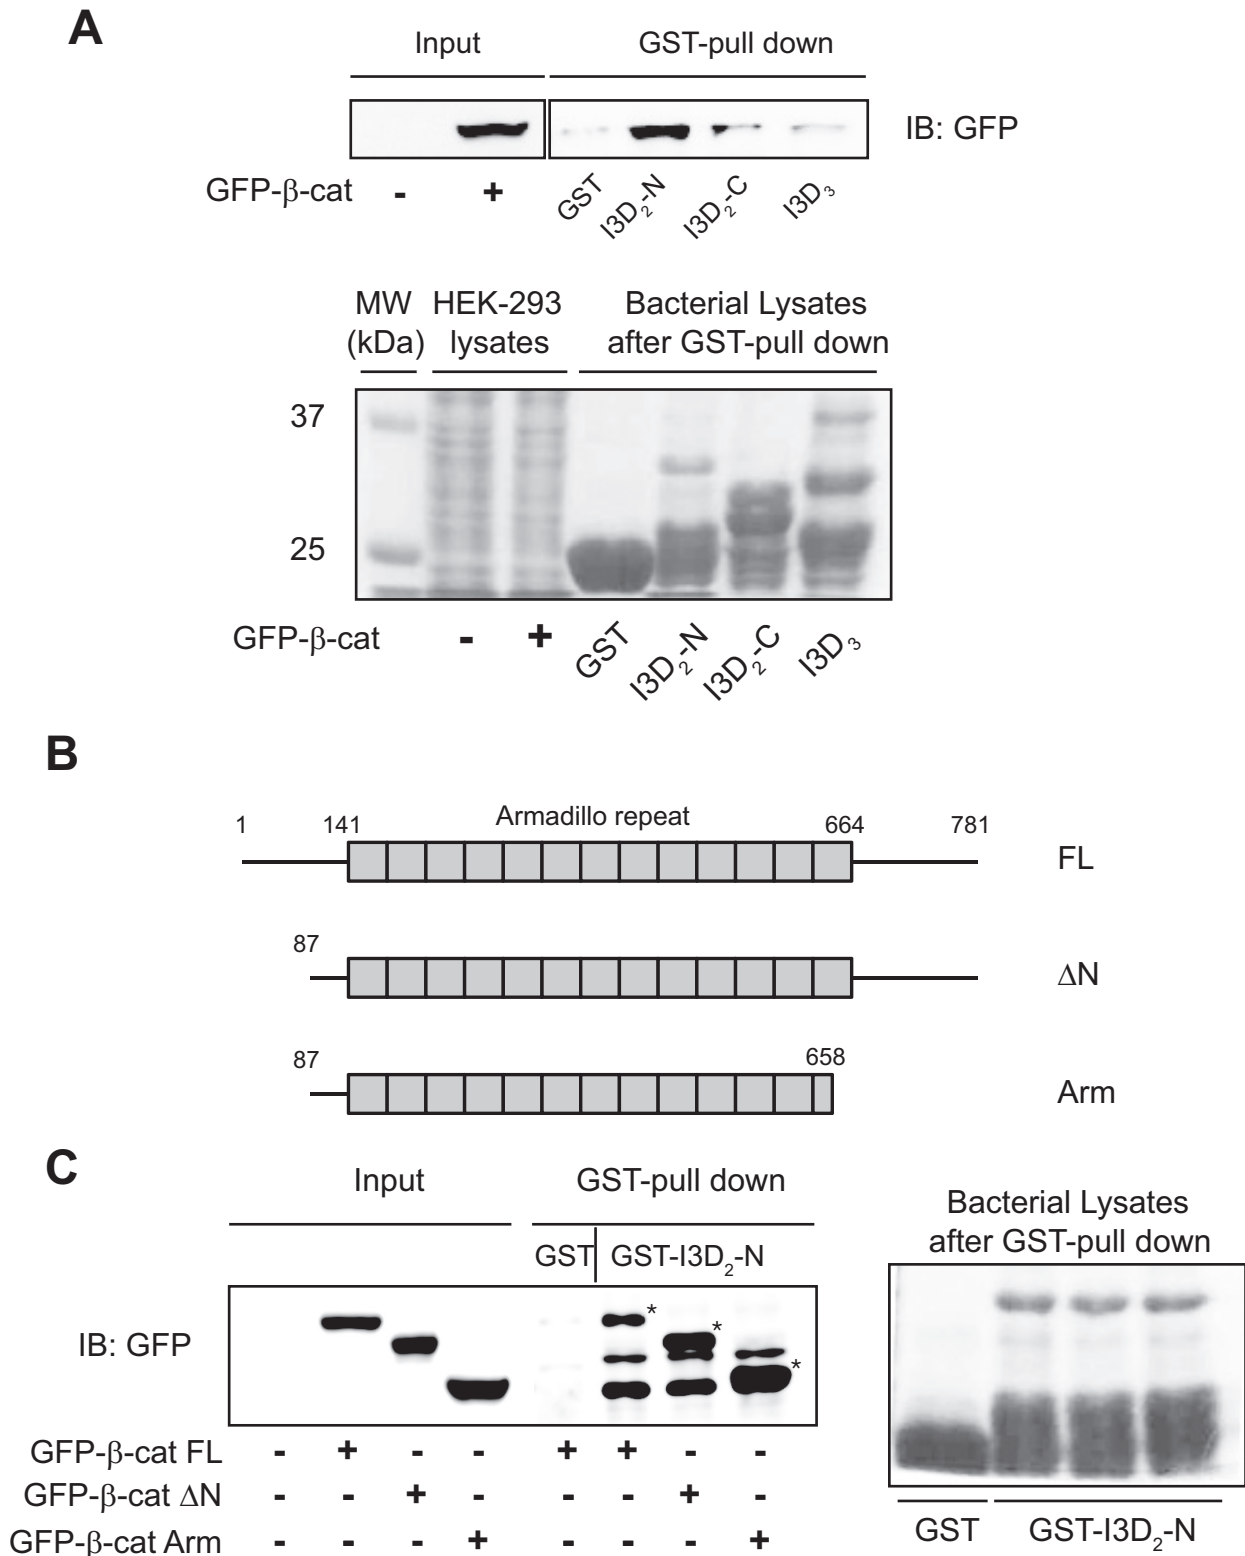 A
Input GST-pull down
IB: GFP
GFP-β-cat - + GST I3D2-N I3D2-C I3D3
MW HEK-293 Bacterial Lysates
(kDa) lysates after GST-pull down
37
25
GFP-β-cat - + GST I3D2-N I3D2-C I3D3
B
1 141 Armadillo repeat 664 781
FL
87
ΔN
87 658
Arm
C
Input GST-pull down
GST GST-I3D2-N
IB: GFP * * *
GFP-β-cat FL - + - - + + - -
GFP-β-cat ΔN - - + - - - + -
GFP-β-cat Arm - - - + - - - +
Bacterial Lysates
after GST-pull down
GST GST-I3D2-N